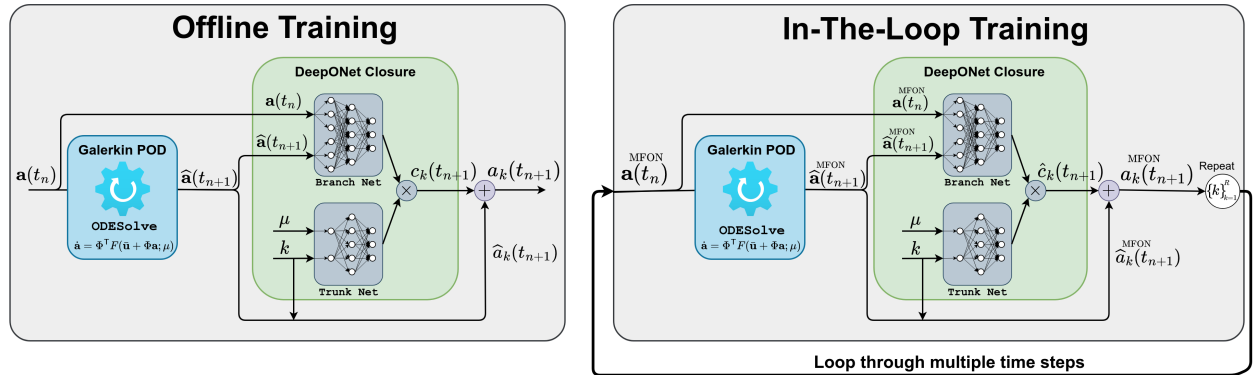 Offline Training
DeepONet Closure
a(t_n)
â(t_{n+1})
Branch Net
Galerkin POD
ODESolve
ȧ = Φ^T F(ū + Φa; μ)
a(t_n)
â(t_{n+1})
c_k(t_{n+1})
a_k(t_{n+1})
×
+
μ
k
Trunk Net
â_k(t_{n+1})
In-The-Loop Training
DeepONet Closure
MFON
a(t_n)
MFON
â(t_{n+1})
Branch Net
Galerkin POD
ODESolve
ȧ = Φ^T F(ū + Φa; μ)
MFON
a(t_n)
MFON
â(t_{n+1})
ĉ_k(t_{n+1})
MFON
a_k(t_{n+1})
×
+
Repeat
{k}_{k=1}^R
μ
k
Trunk Net
MFON
â_k(t_{n+1})
Loop through multiple time steps